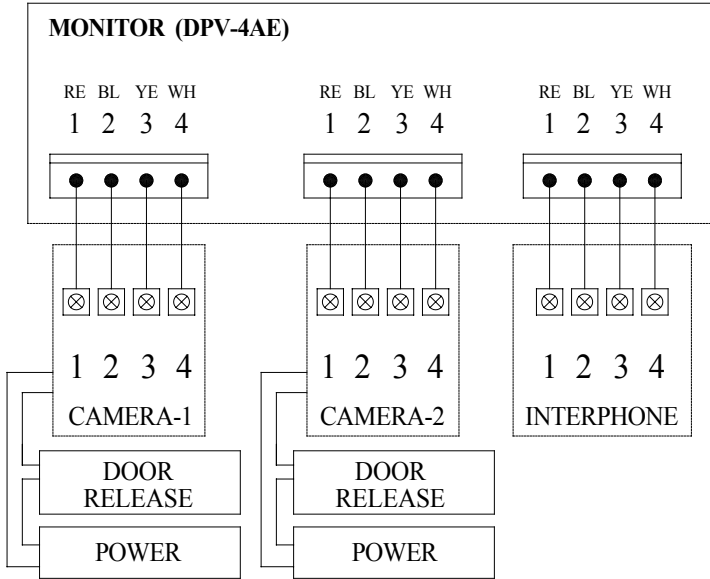 MONITOR (DPV-4AE)
RE BL YE WH RE BL YE WH RE BL YE WH
1 2 3 4 1 2 3 4 1 2 3 4
1 2 3 4 1 2 3 4 1 2 3 4
CAMERA-1 CAMERA-2 INTERPHONE
DOOR DOOR
RELEASE RELEASE
POWER POWER